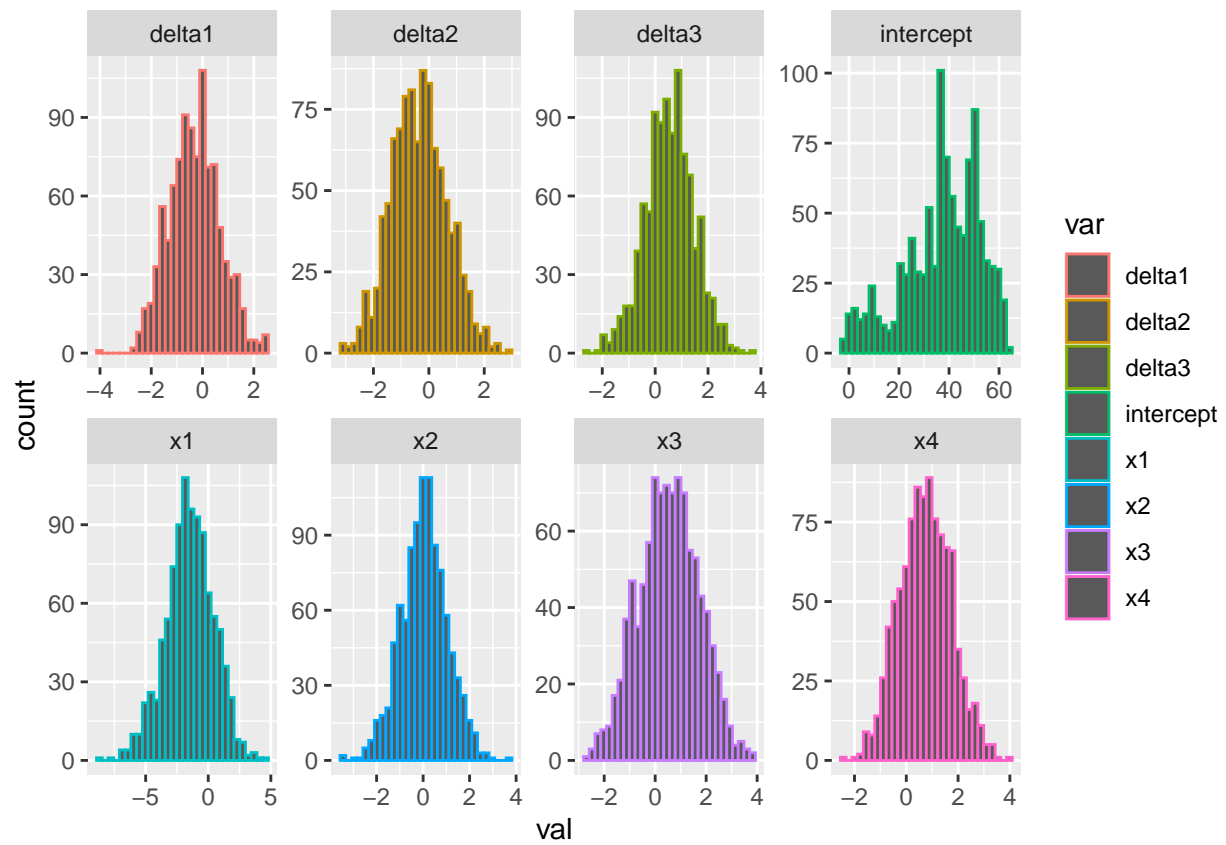 delta1 delta2 delta3 intercept
90 60 30 0
75 50 25 0
90 60 30 0
100 75 50 25 0
−4 −2 0 2
−2 0 2
−2 0 2 4
0 20 40 60
x1 x2 x3 x4
90 60 30 0
90 60 30 0
60 40 20 0
75 50 25 0
−5 0 5
−2 0 2 4
−2 0 2 4
−2 0 2 4
count
val
var
delta1
delta2
delta3
intercept
x1
x2
x3
x4